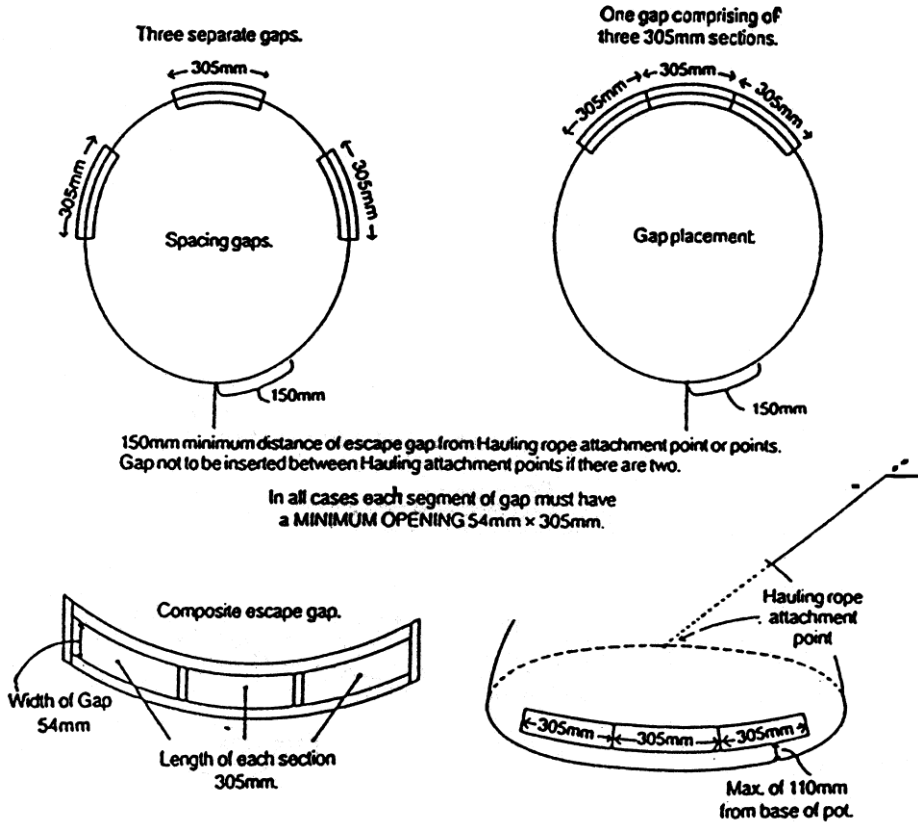 Three separate gaps.
305mm
305mm
305mm
Spacing gaps.
150mm
One gap comprising of
three 305mm sections.
305mm
305mm
305mm
Gap placement.
150mm
150mm minimum distance of escape gap from Hauling rope attachment point or points.
Gap not to be inserted between Hauling attachment points if there are two.
In all cases each segment of gap must have
a MINIMUM OPENING 54mm × 305mm.
Composite escape gap.
Width of Gap
54mm
Length of each section
305mm.
Hauling rope
attachment
point
305mm
305mm
305mm
Max. of 110mm
from base of pot.